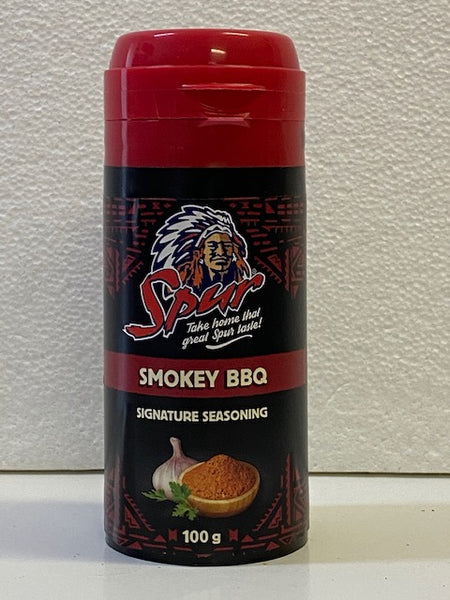 Spur®
Take home that
great Spur taste!
SMOKEY BBQ
SIGNATURE SEASONING
100 g